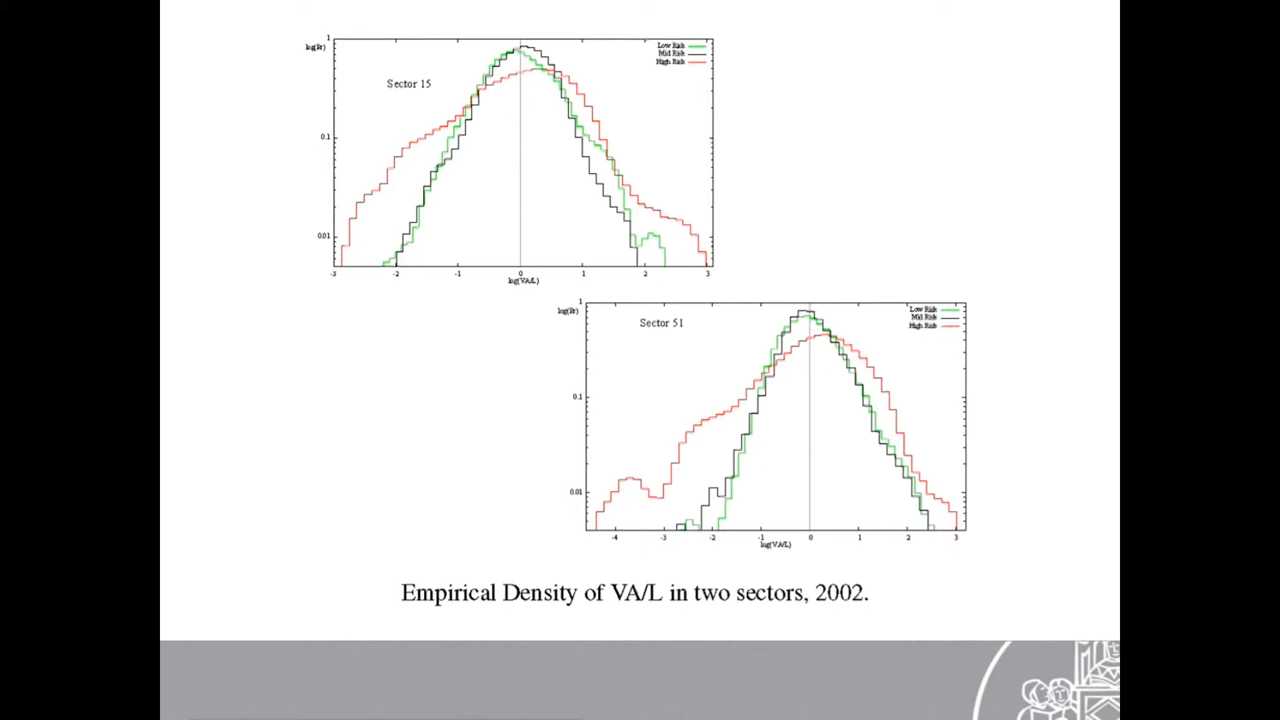 1
log(Pr)
Low Risk
Mid Risk
High Risk
Sector 15
0.1
0.01
-3 -2 -1 0 1 2 3
log(VA/L)
1
log(Pr)
Low Risk
Mid Risk
High Risk
Sector 51
0.1
0.01
-4 -3 -2 -1 0 1 2 3
log(VA/L)
Empirical Density of VA/L in two sectors, 2002.